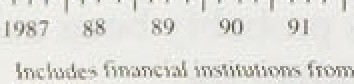 1987 88 89 90 91
Includes financial institutions from